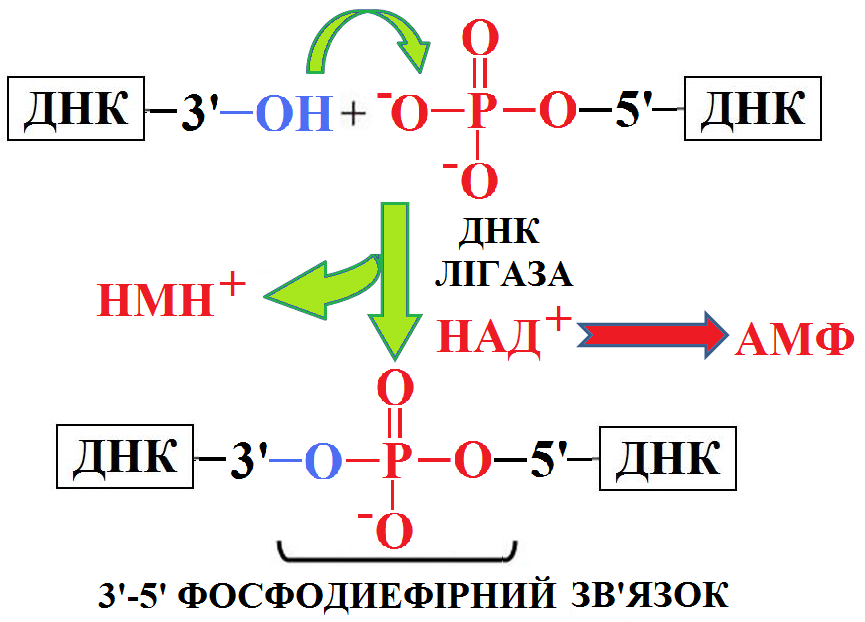 O
ДНК 3' OH + -O P O 5' ДНК
-O
ДНК
ЛІГАЗА
НМН+
НАД+ АМФ
O
ДНК 3' O P O 5' ДНК
-O
3'-5' ФОСФОДИЕФІРНИЙ ЗВ'ЯЗОК